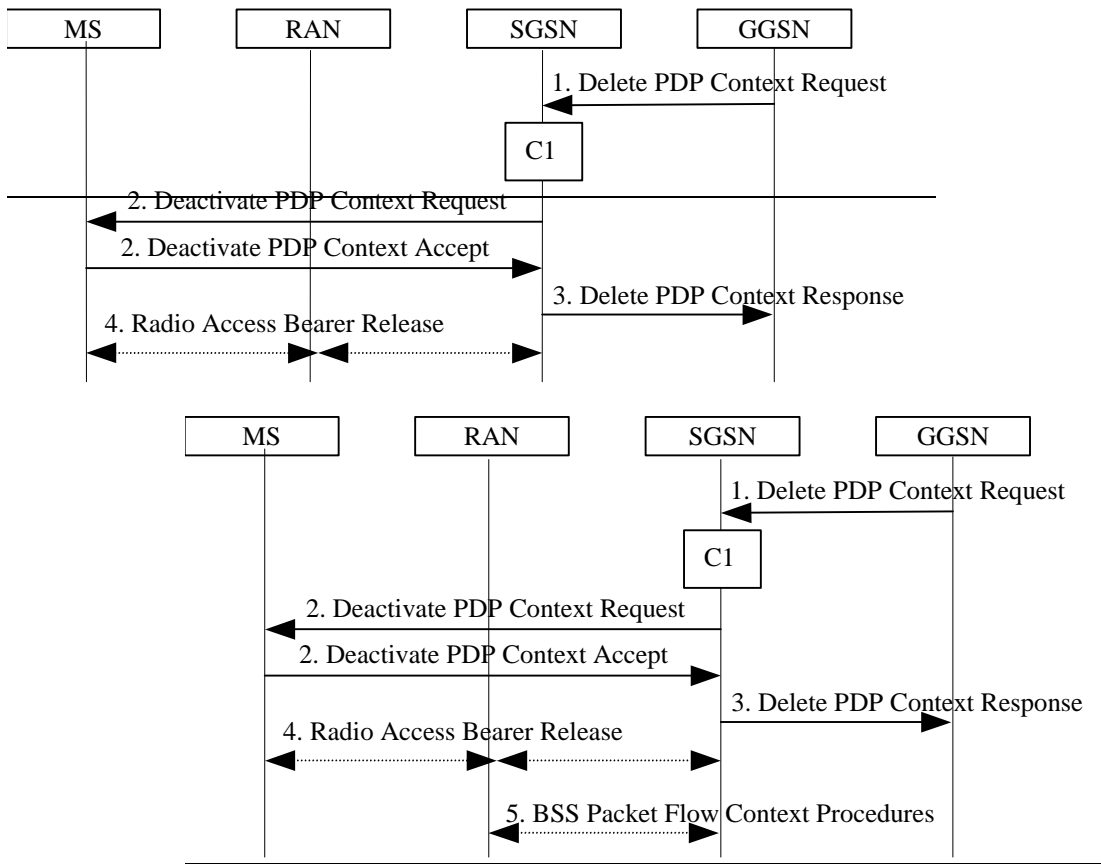 MS RAN SGSN GGSN
1. Delete PDP Context Request
C1
2. Deactivate PDP Context Request
2. Deactivate PDP Context Accept
3. Delete PDP Context Response
4. Radio Access Bearer Release
MS RAN SGSN GGSN
1. Delete PDP Context Request
C1
2. Deactivate PDP Context Request
2. Deactivate PDP Context Accept
3. Delete PDP Context Response
4. Radio Access Bearer Release
5. BSS Packet Flow Context Procedures